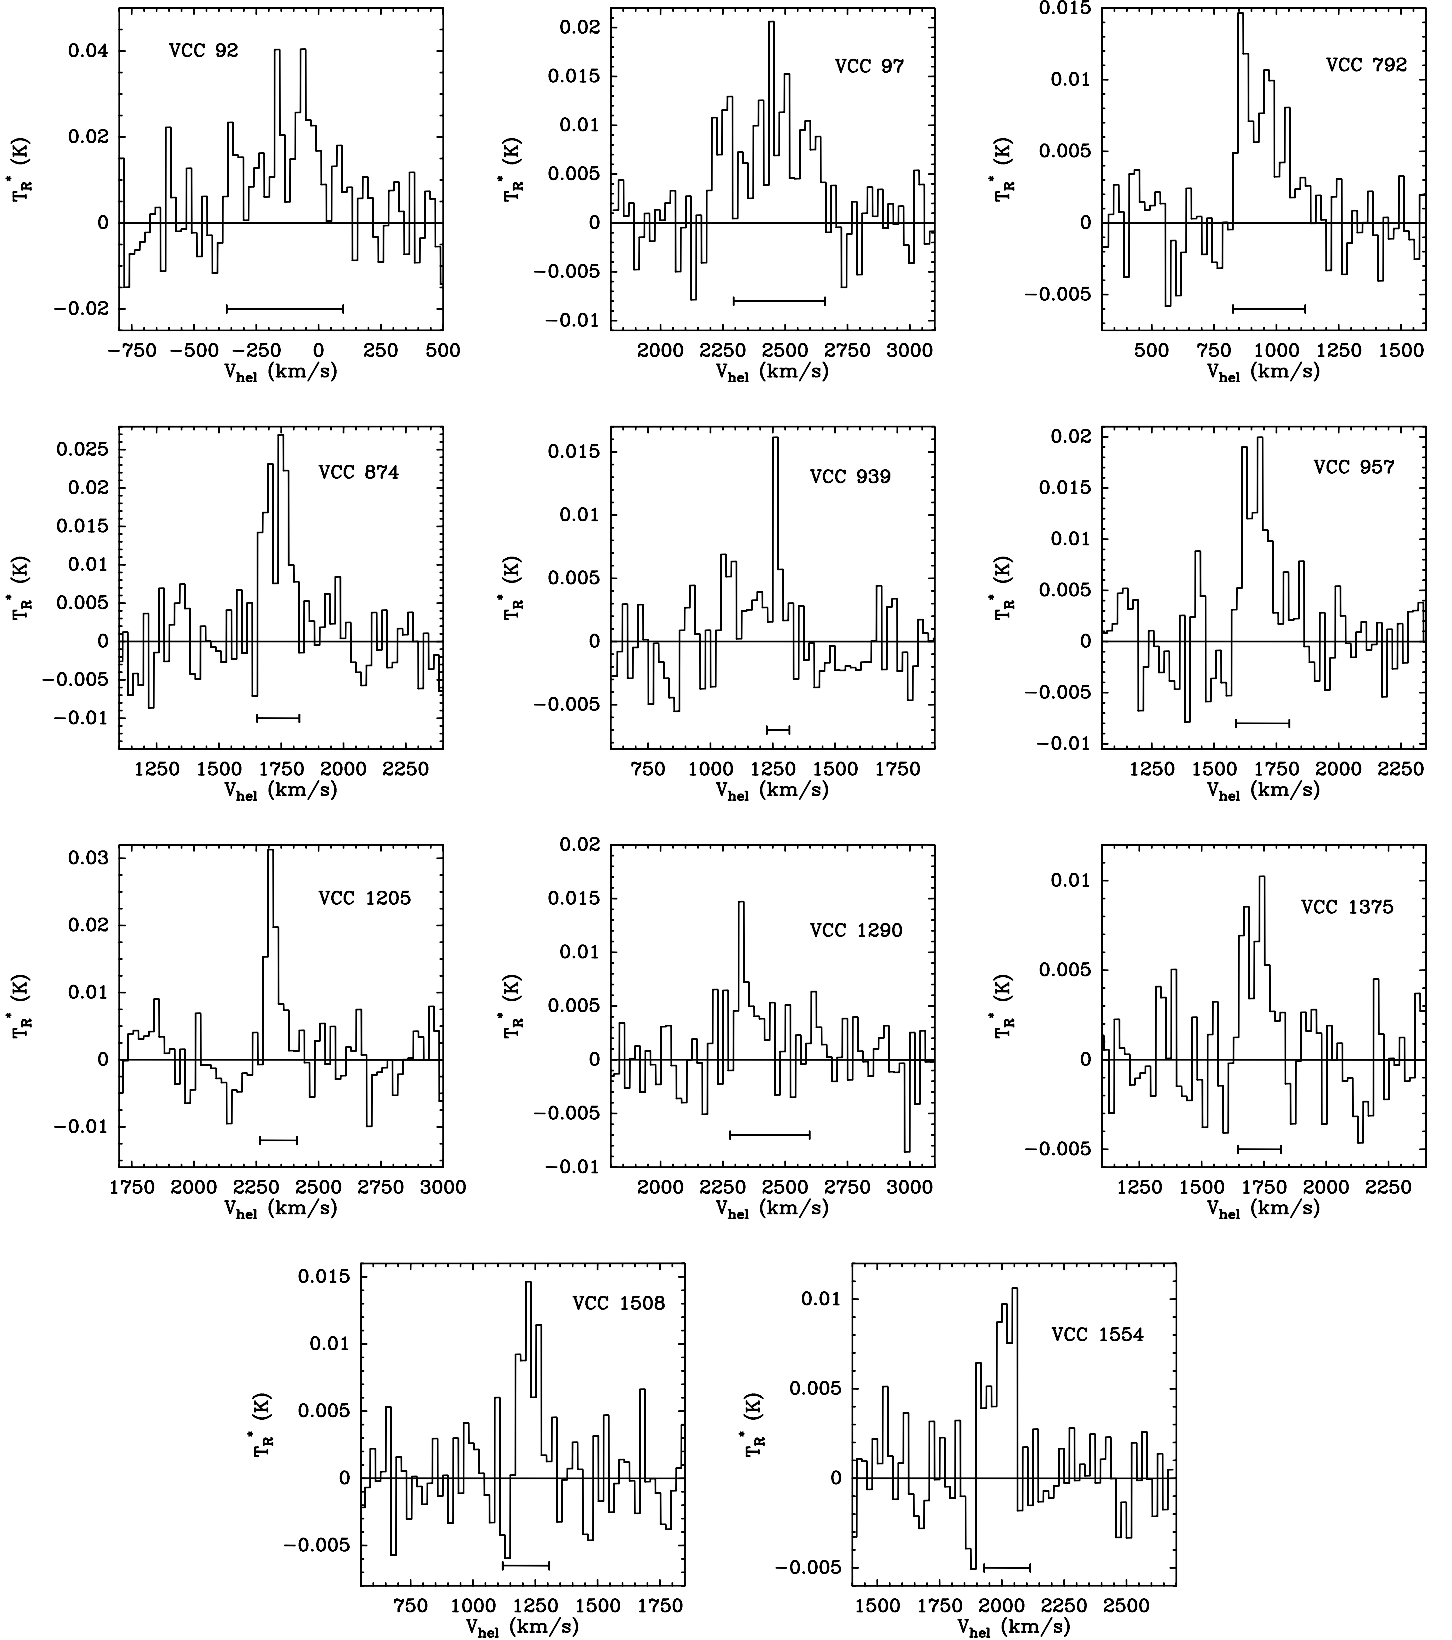 VCC 92
0.04
0.02
0
−0.02
T_R^* (K)
−750 −500 −250 0 250 500
V_hel (km/s)
VCC 97
0.02
0.015
0.01
0.005
0
−0.005
−0.01
T_R^* (K)
2000 2250 2500 2750 3000
V_hel (km/s)
VCC 792
0.015
0.01
0.005
0
−0.005
T_R^* (K)
500 750 1000 1250 1500
V_hel (km/s)
VCC 874
0.025
0.02
0.015
0.01
0.005
0
−0.005
−0.01
T_R^* (K)
1250 1500 1750 2000 2250
V_hel (km/s)
VCC 939
0.015
0.01
0.005
0
−0.005
T_R^* (K)
750 1000 1250 1500 1750
V_hel (km/s)
VCC 957
0.02
0.015
0.01
0.005
0
−0.005
−0.01
T_R^* (K)
1250 1500 1750 2000 2250
V_hel (km/s)
VCC 1205
0.03
0.02
0.01
0
−0.01
T_R^* (K)
1750 2000 2250 2500 2750 3000
V_hel (km/s)
VCC 1290
0.02
0.015
0.01
0.005
0
−0.005
−0.01
T_R^* (K)
2000 2250 2500 2750 3000
V_hel (km/s)
VCC 1375
0.01
0.005
0
−0.005
T_R^* (K)
1250 1500 1750 2000 2250
V_hel (km/s)
VCC 1508
0.015
0.01
0.005
0
−0.005
T_R^* (K)
750 1000 1250 1500 1750
V_hel (km/s)
VCC 1554
0.01
0.005
0
−0.005
T_R^* (K)
1500 1750 2000 2250 2500
V_hel (km/s)